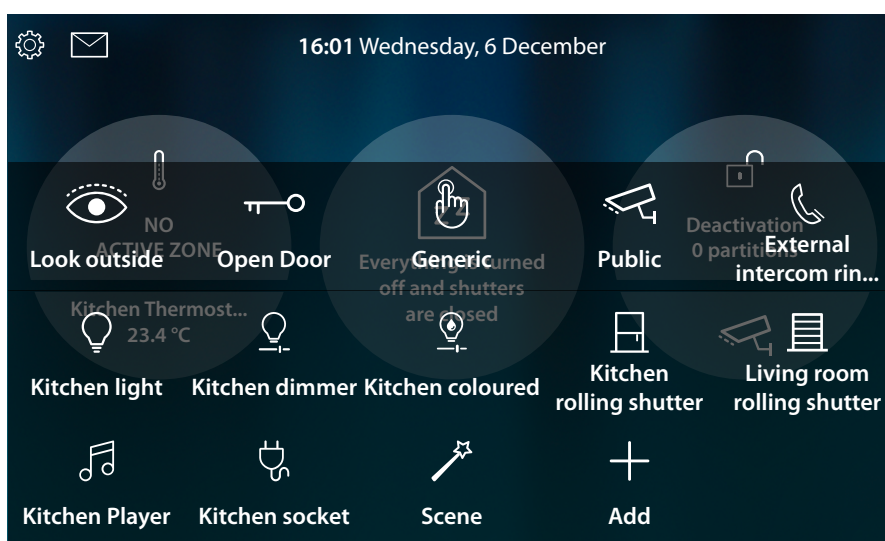 16:01 Wednesday, 6 December
NO
ACTIVE ZONE
Deactivation
0 partitions
Everything is turned
off and shutters
are closed
Kitchen Thermost...
23.4 °C
Look outside
Open Door
Generic
Public
External
intercom rin...
Kitchen light
Kitchen dimmer
Kitchen coloured
Kitchen
rolling shutter
Living room
rolling shutter
Kitchen Player
Kitchen socket
Scene
Add